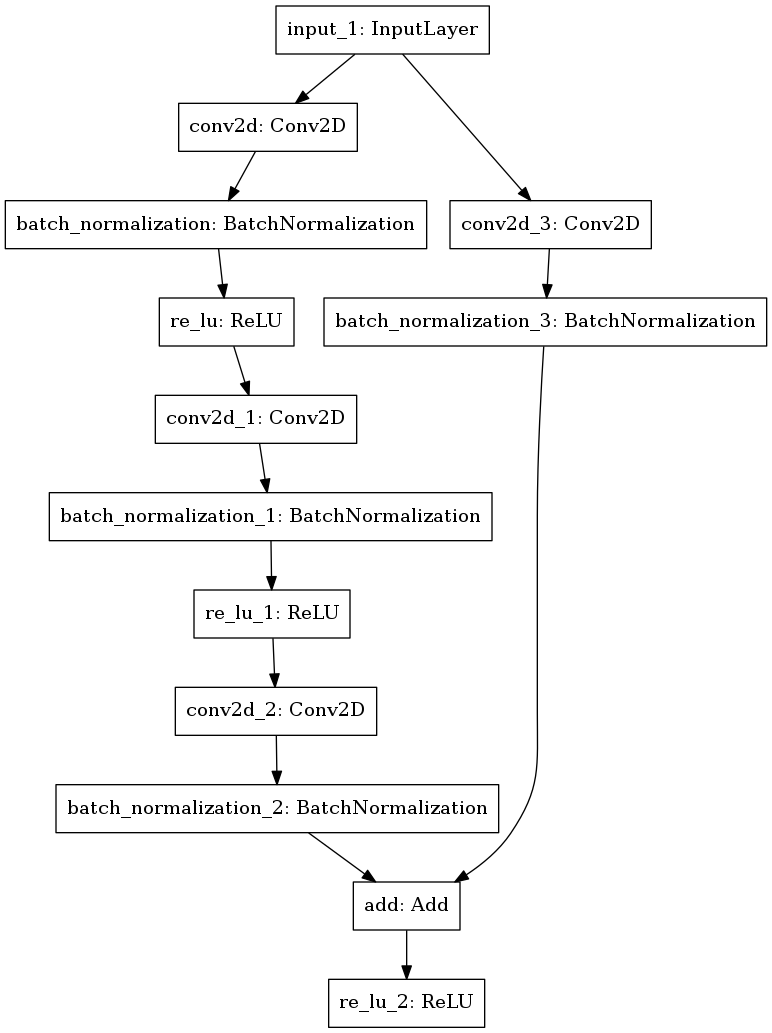 input_1: InputLayer
conv2d: Conv2D
batch_normalization: BatchNormalization
conv2d_3: Conv2D
re_lu: ReLU
batch_normalization_3: BatchNormalization
conv2d_1: Conv2D
batch_normalization_1: BatchNormalization
re_lu_1: ReLU
conv2d_2: Conv2D
batch_normalization_2: BatchNormalization
add: Add
re_lu_2: ReLU